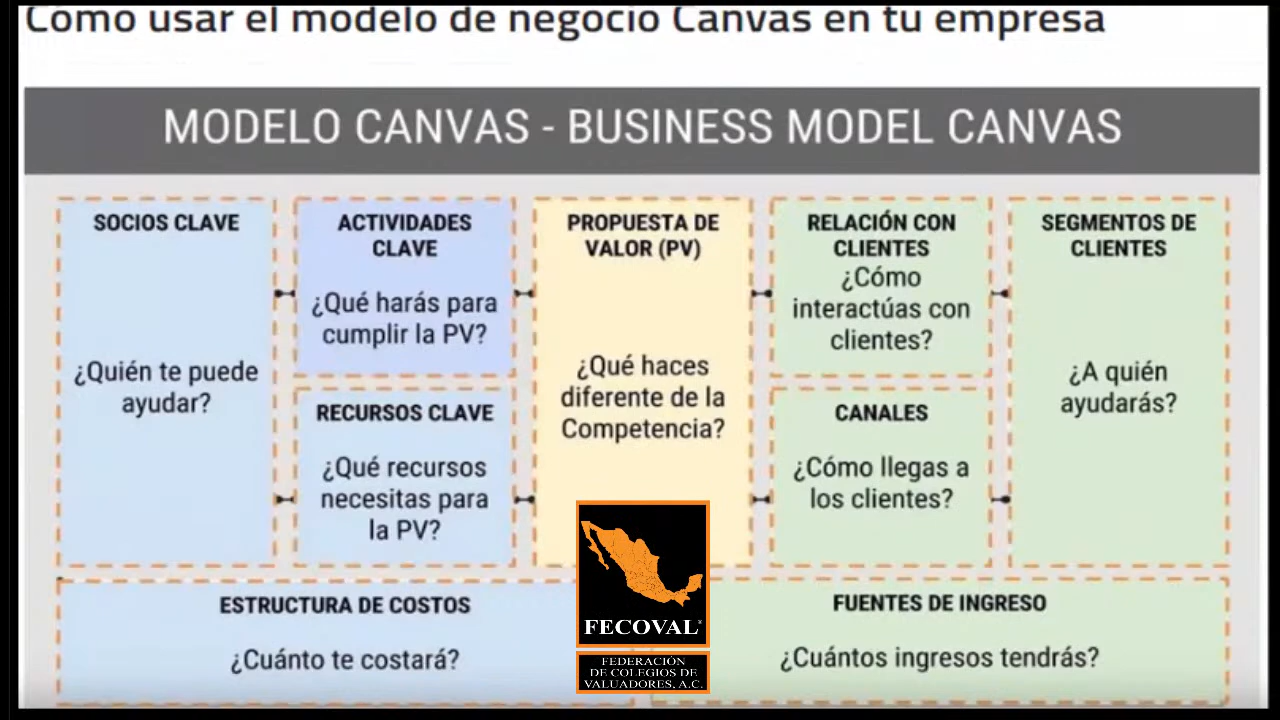 Cómo usar el modelo de negocio Canvas en tu empresa
MODELO CANVAS - BUSINESS MODEL CANVAS
SOCIOS CLAVE
¿Quién te puede
ayudar?
ACTIVIDADES
CLAVE
¿Qué harás para
cumplir la PV?
RECURSOS CLAVE
¿Qué recursos
necesitas para
la PV?
PROPUESTA DE
VALOR (PV)
¿Qué haces
diferente de la
Competencia?
RELACIÓN CON
CLIENTES
¿Cómo
interactúas con
clientes?
CANALES
¿Cómo llegas a
los clientes?
SEGMENTOS DE
CLIENTES
¿A quién
ayudarás?
ESTRUCTURA DE COSTOS
¿Cuánto te costará?
FUENTES DE INGRESO
¿Cuántos ingresos tendrás?
FECOVAL®
FEDERACIÓN
DE COLEGIOS DE
VALUADORES, A.C.